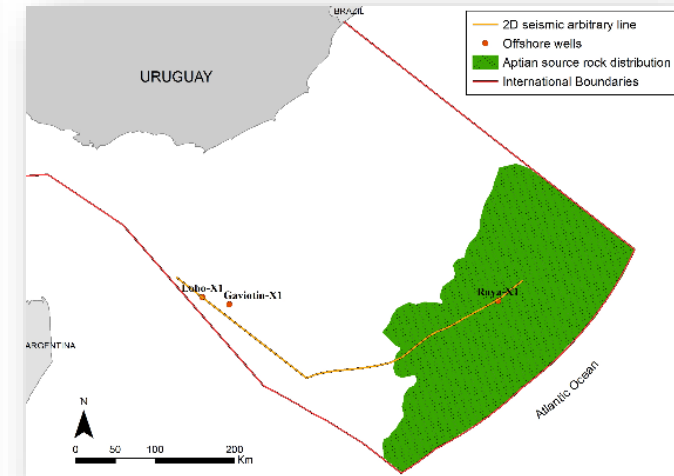 BRAZIL
URUGUAY
2D seismic arbitrary line
Offshore wells
Aptian source rock distribution
International Boundaries
Lobo-X1
Gaviotin-X1
Raya-X1
ARGENTINA
Atlantic Ocean
N
0 50 100 200
Km